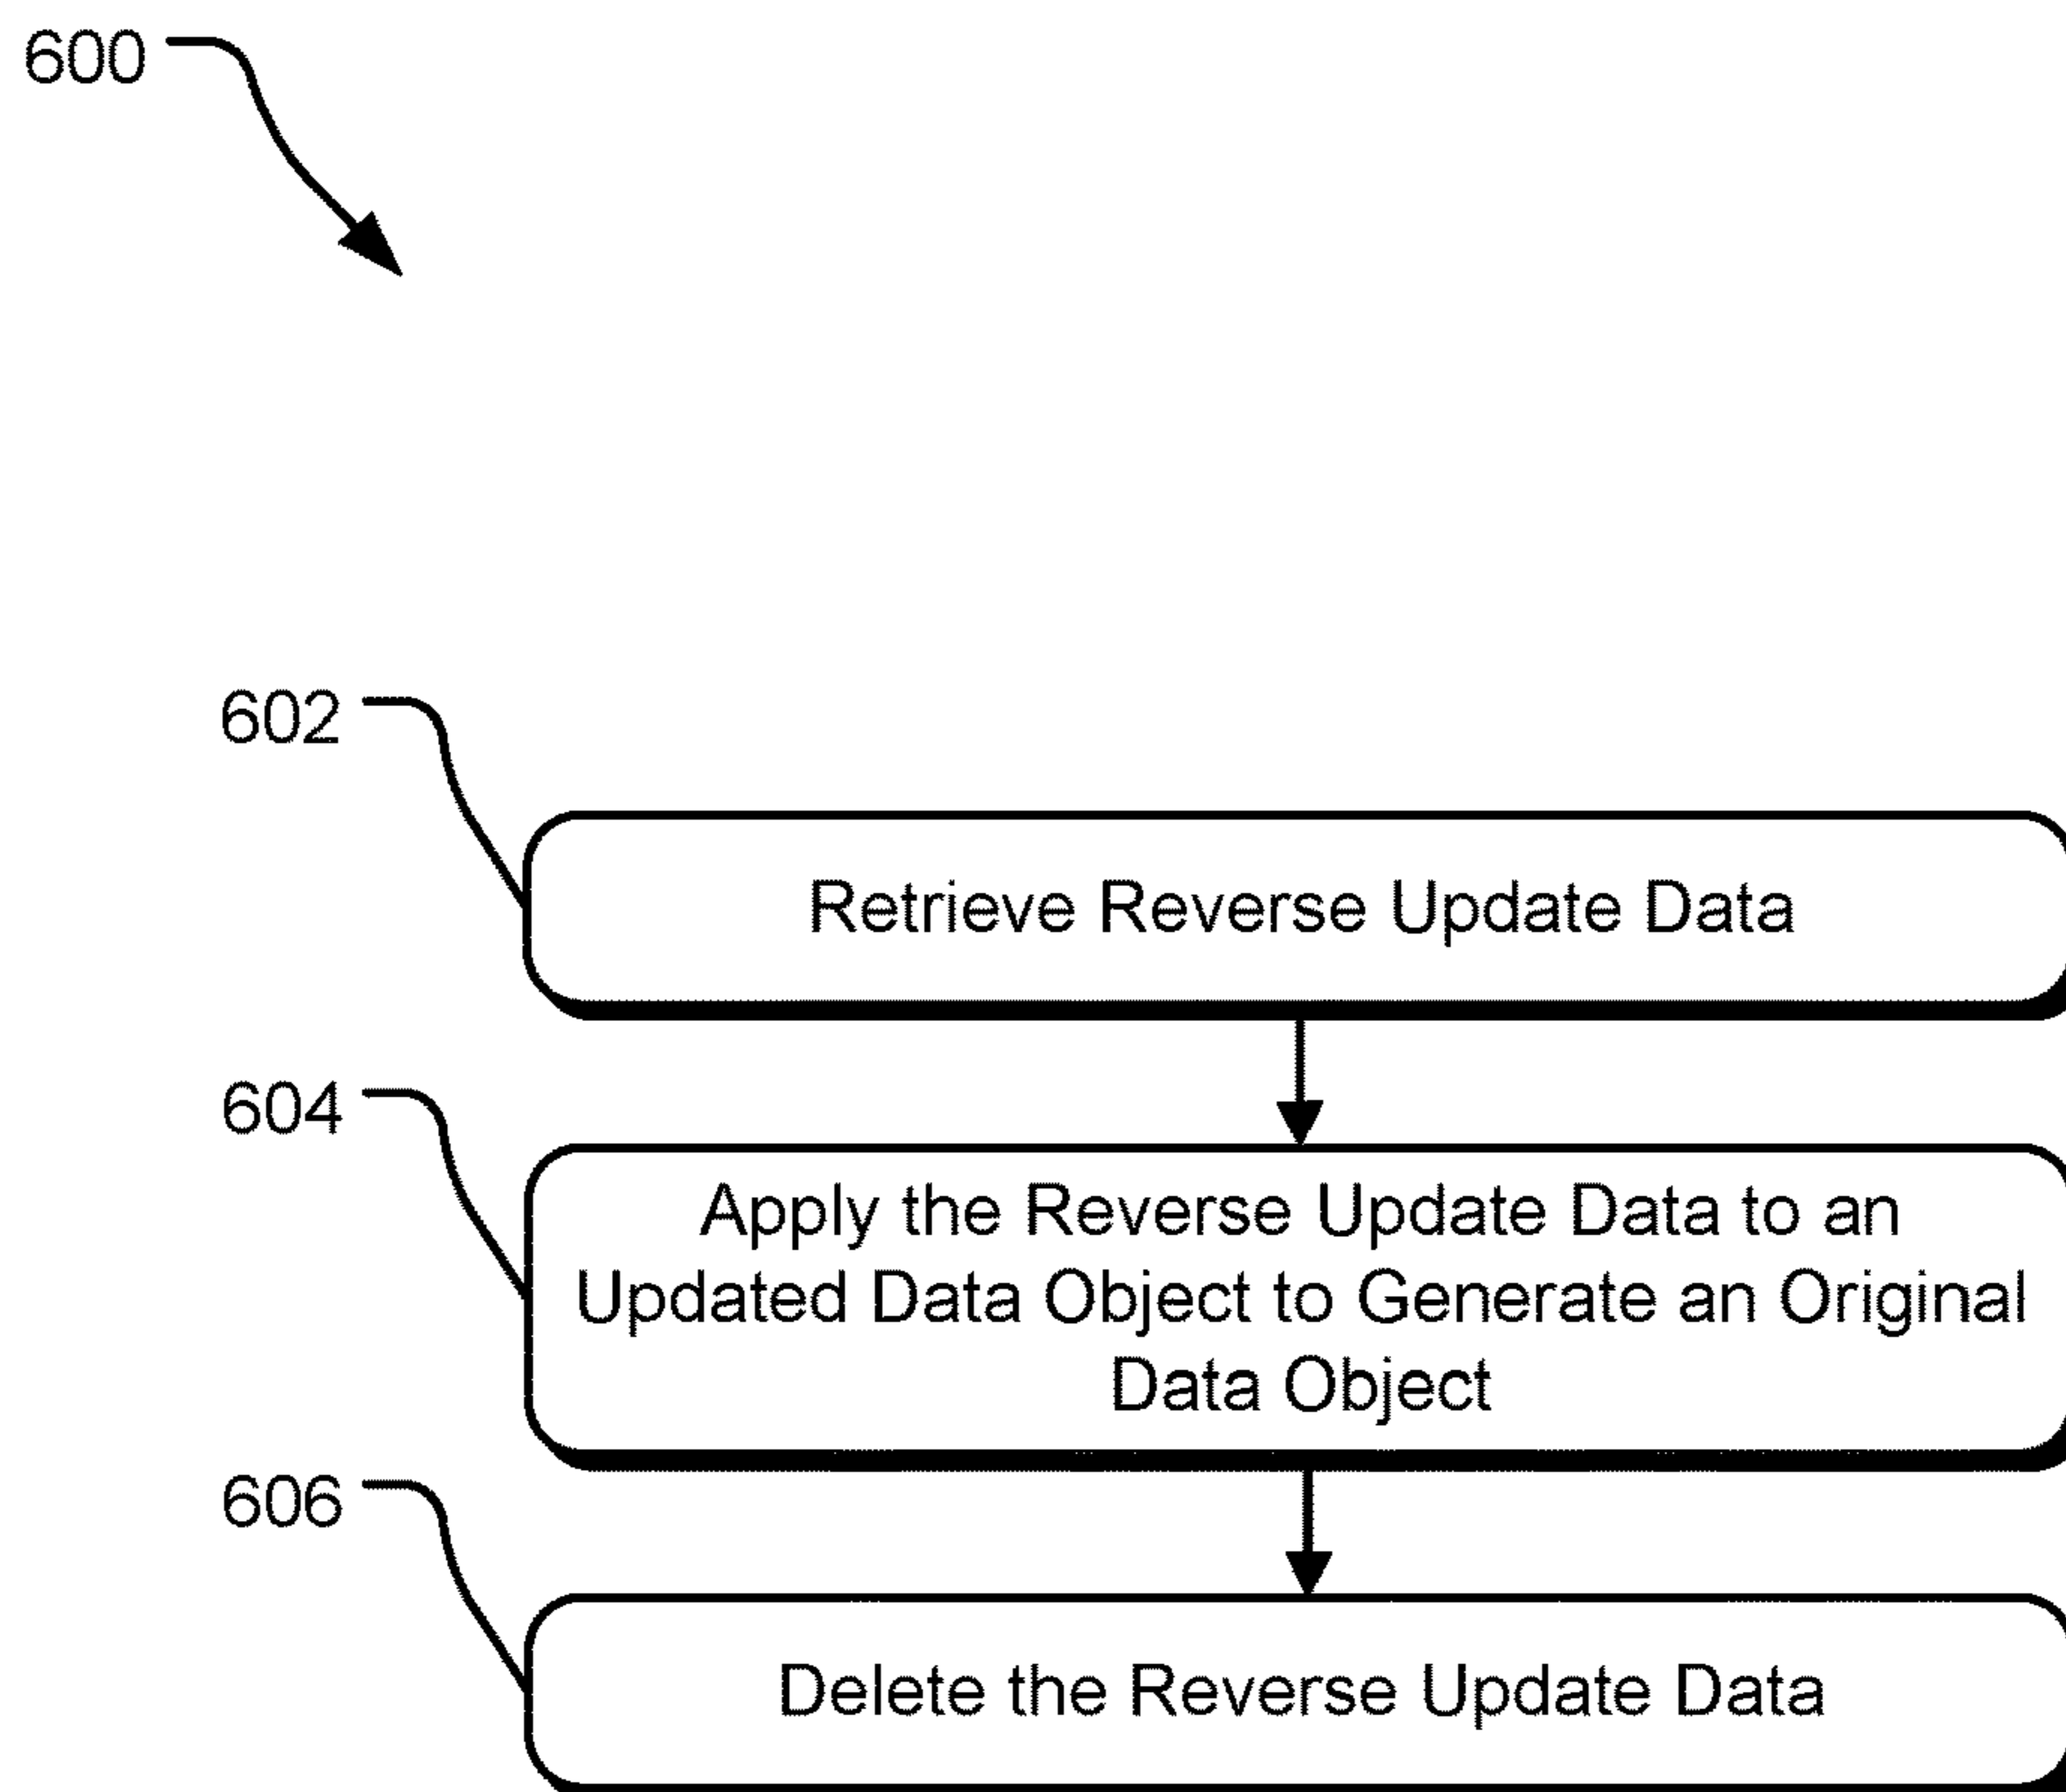 600
602
Retrieve Reverse Update Data
604
Apply the Reverse Update Data to an
Updated Data Object to Generate an Original
Data Object
606
Delete the Reverse Update Data